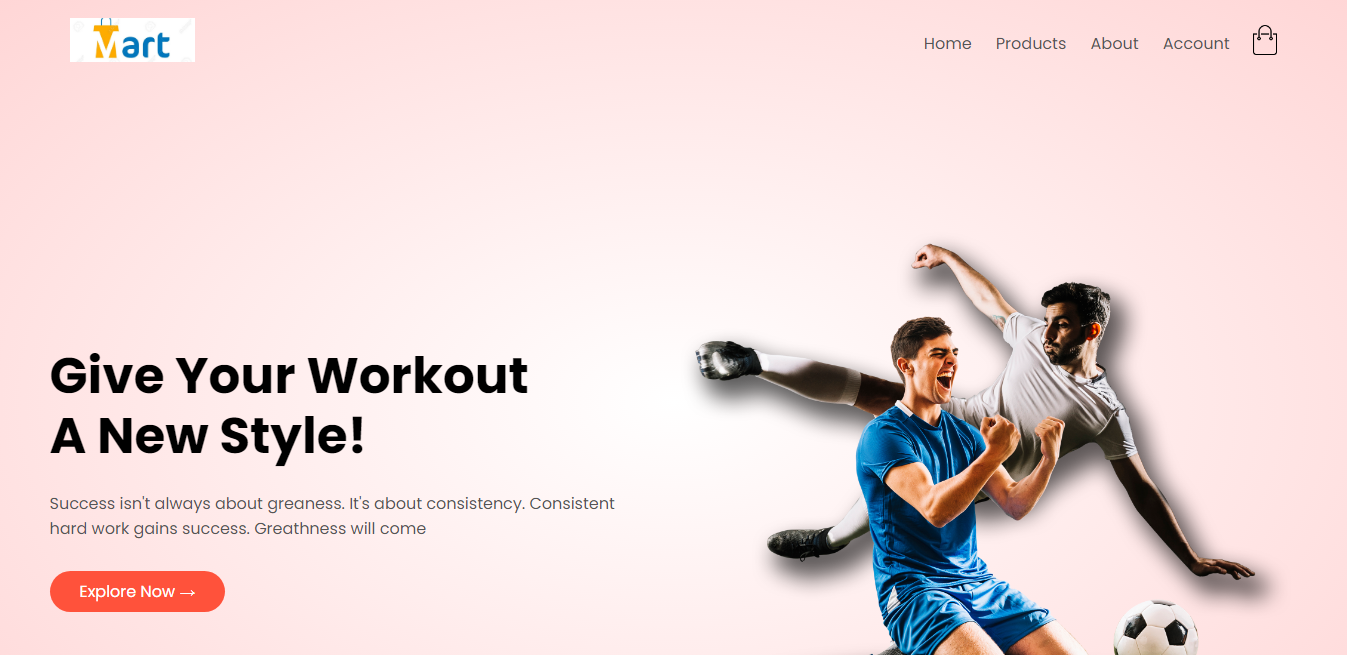 Mart
Home Products About Account
Give Your Workout
A New Style!
Success isn't always about greaness. It's about consistency. Consistent
hard work gains success. Greathness will come
Explore Now →